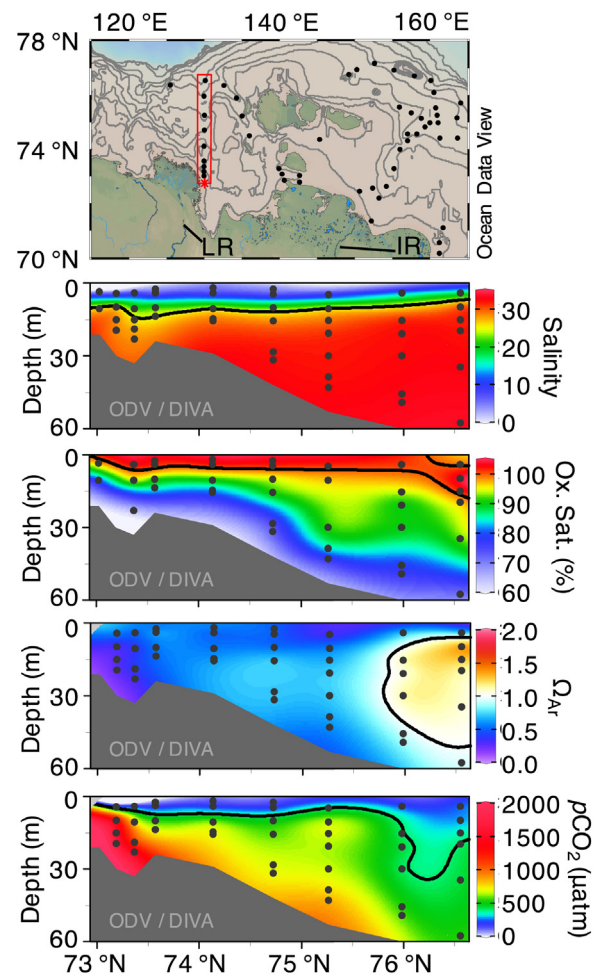 120 °E 140 °E 160 °E
78 °N
74 °N
70 °N
LR
IR
Ocean Data View
0
30
60
Depth (m)
ODV / DIVA
30
20
10
0
Salinity
0
30
60
Depth (m)
ODV / DIVA
100
90
80
70
60
Ox. Sat. (%)
0
30
60
Depth (m)
ODV / DIVA
2.0
1.5
1.0
0.5
0.0
ΩAr
0
30
60
Depth (m)
ODV / DIVA
2000
1500
1000
500
0
pCO₂ (µatm)
73 °N 74 °N 75 °N 76 °N